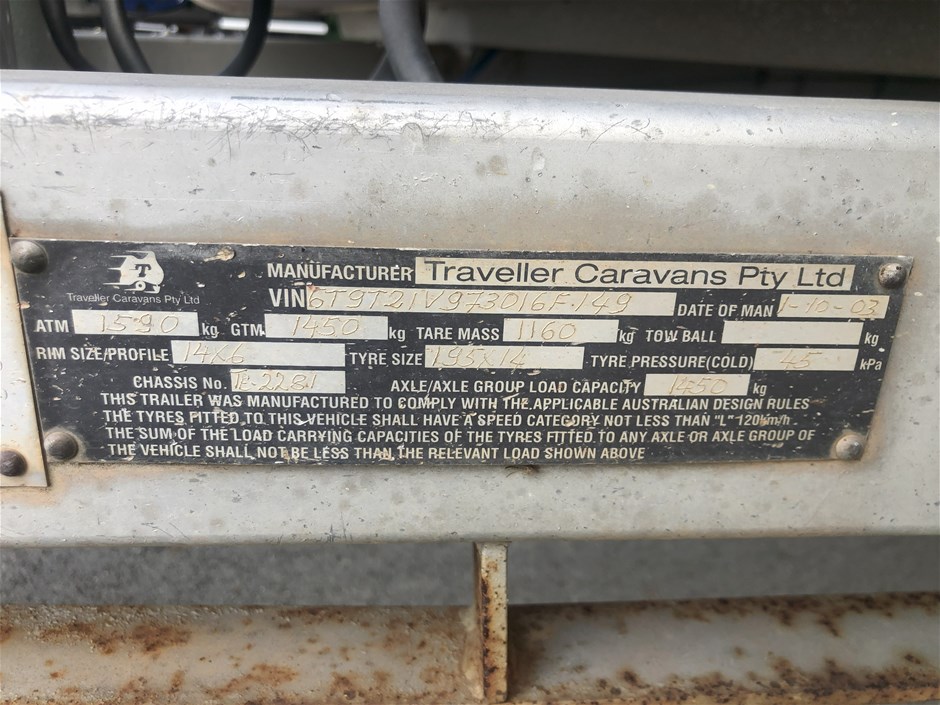 T
Traveller Caravans Pty Ltd
MANUFACTURER Traveller Caravans Pty Ltd
VIN 6T9T21V973016F149 DATE OF MAN 1-10-03
ATM 1590 kg GTM 1450 kg TARE MASS 1160 kg TOW BALL kg
RIM SIZE/PROFILE 14X6 TYRE SIZE 195X14 TYRE PRESSURE(COLD) 45 kPa
CHASSIS No. AXLE/AXLE GROUP LOAD CAPACITY 1450 kg
THIS TRAILER WAS MANUFACTURED TO COMPLY WITH THE APPLICABLE AUSTRALIAN DESIGN RULES
THE TYRES FITTED TO THIS VEHICLE SHALL HAVE A SPEED CATEGORY NOT LESS THAN "L" 120km/h
THE SUM OF THE LOAD CARRYING CAPACITIES OF THE TYRES FITTED TO ANY AXLE OR AXLE GROUP OF
THE VEHICLE SHALL NOT BE LESS THAN THE RELEVANT LOAD SHOWN ABOVE